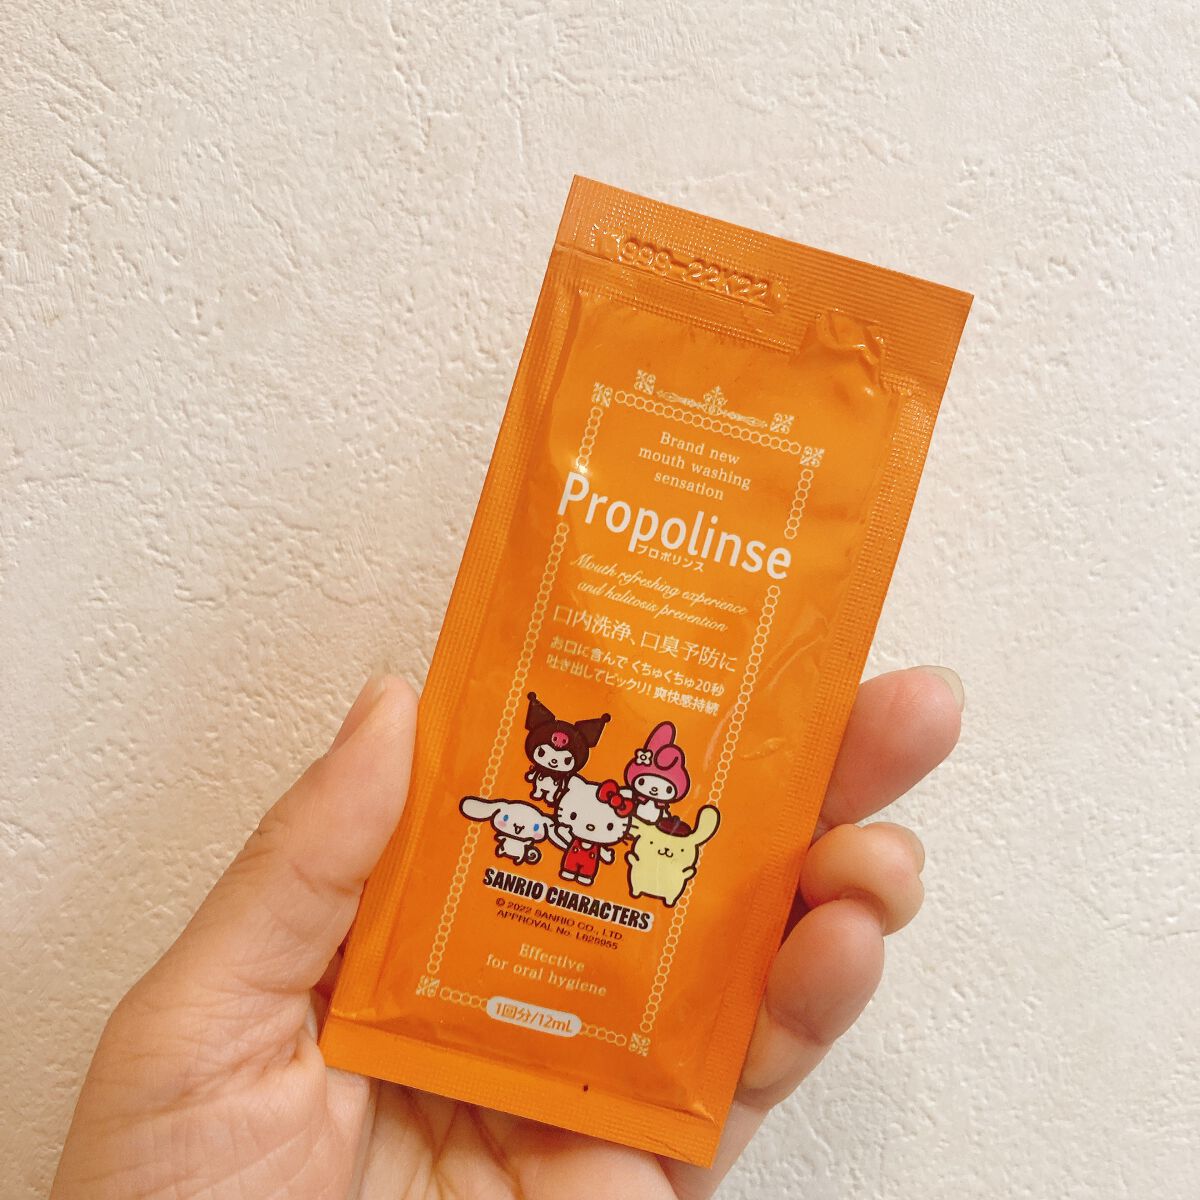 999-22K22
Brand new
mouth washing
sensation
Propolinse
プロポリンス
Mouth refreshing experience
and halitosis prevention
口内洗浄、口臭予防に
お口に含んでくちゅくちゅ20秒
吐き出してビックリ!爽快感持続
SANRIO CHARACTERS
© 2022 SANRIO CO., LTD.
APPROVAL No. L625955
Effective
for oral hygiene
1回分/12mL